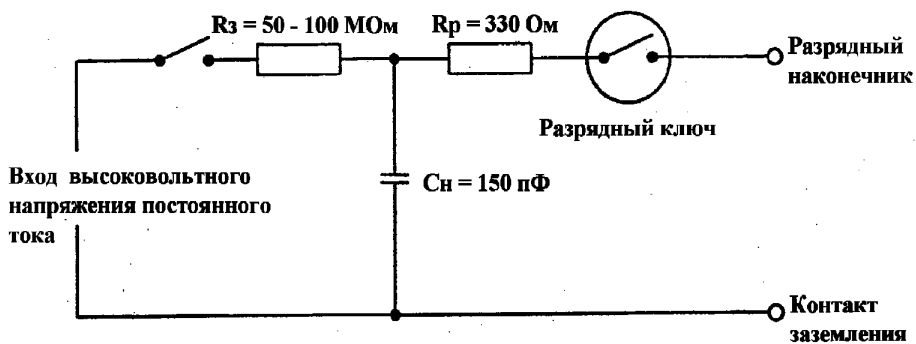 Rз = 50 - 100 МОм
Rр = 330 Ом
Разрядный
наконечник
Разрядный ключ
Вход высоковольтного
напряжения постоянного
тока
Сн = 150 пФ
Контакт
заземления